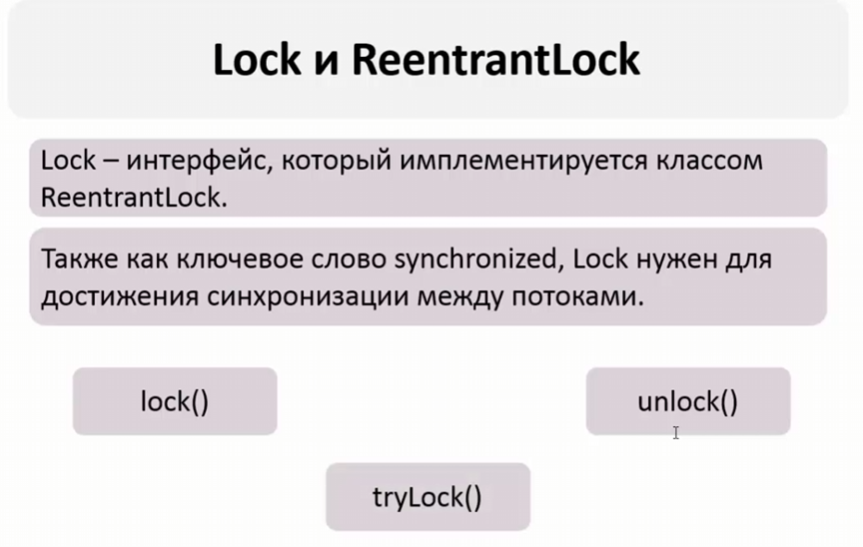 Lock и ReentrantLock
Lock – интерфейс, который имплементируется классом
ReentrantLock.
Также как ключевое слово synchronized, Lock нужен для
достижения синхронизации между потоками.
lock()
unlock()
tryLock()